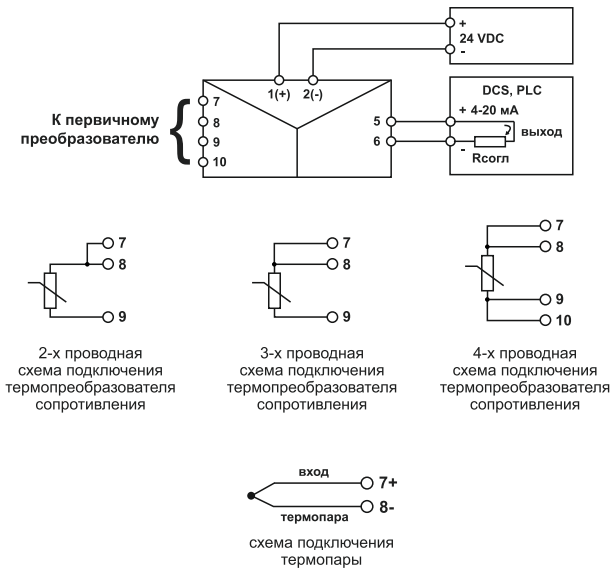 +
24 VDC
-
1(+) 2(-)
DCS, PLC
К первичному
преобразователю
7
8
9
10
5
6
+ 4-20 мА
выход
-
Rсогл
7
8
9
2-х проводная
схема подключения
термопреобразователя
сопротивления
7
8
9
3-х проводная
схема подключения
термопреобразователя
сопротивления
7
8
9
10
4-х проводная
схема подключения
термопреобразователя
сопротивления
вход
7+
8-
термопара
схема подключения
термопары